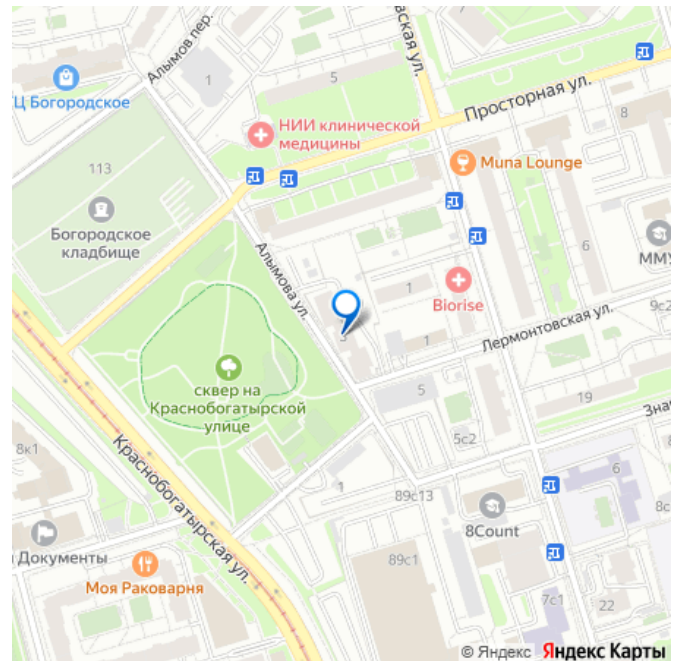 Алымов пер.
ТЦ Богородское
1
5
вская ул.
Просторная ул.
8
НИИ клинической
медицины
Muna Lounge
113
Богородское
кладбище
Алымова ул.
6
ММУ
1
Biorise
9с2
3
1
Лермонтовская ул.
сквер на
Краснобогатырской
улице
5
19
5с2
Зна
8к1
Краснобогатырская ул.
1
89с13
6
8Count
8с
и Документы
89с1
Моя Раковарня
7с1
22
© Яндекс Яндекс Карты